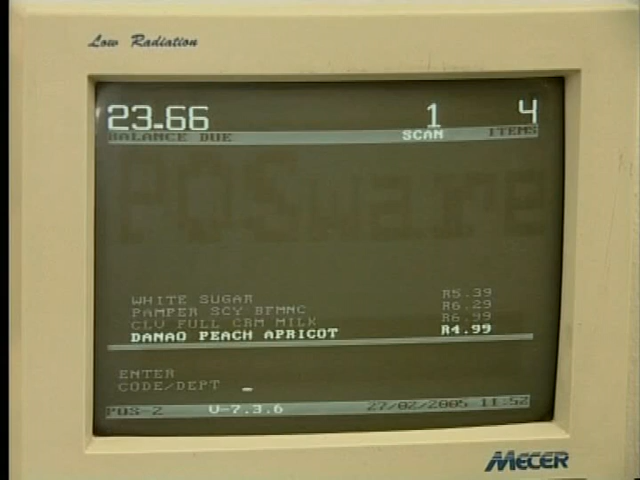 Low Radiation
23.66 1 4
BALANCE DUE SCAN ITEMS
POSware
WHITE SUGAR R5.39
PAMPER SCY BFMNC R6.29
CLV FULL CRM MILK R6.99
DANAO PEACH APRICOT R4.99
ENTER
CODE/DEPT _
POS-2 V-7.3.6 27/02/2005 11:52
MECER